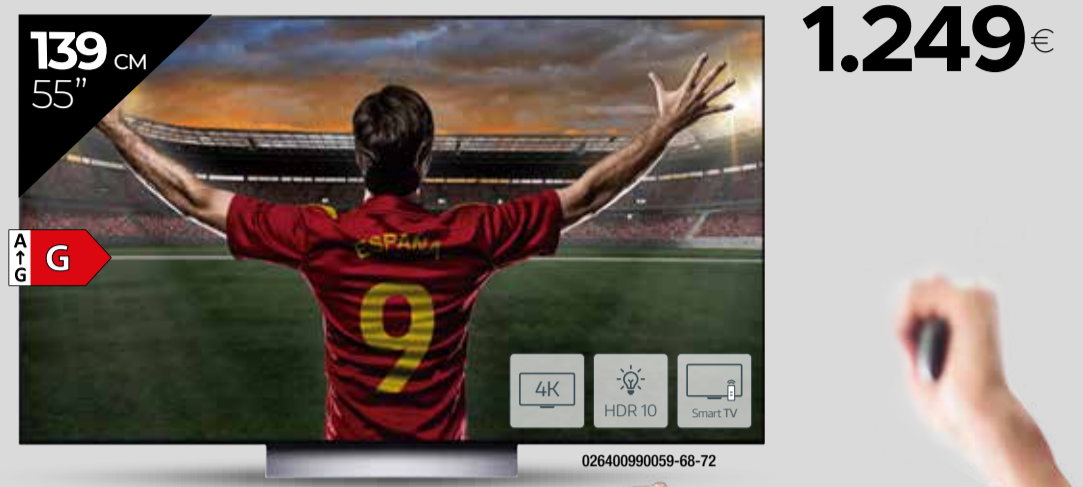 139 CM
55”
1.249€
A
↑
G
G
ESPAÑA
9
4K
HDR 10
Smart TV
026400990059-68-72